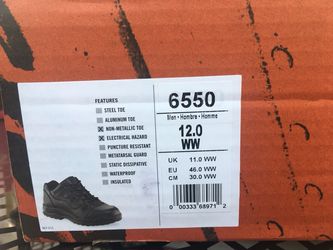 FEATURES
STEEL TOE
ALUMINUM TOE
NON-METALLIC TOE
ELECTRICAL HAZARD
PUNCTURE RESISTANT
METATARSAL GUARD
STATIC DISSIPATIVE
WATERPROOF
INSULATED
6550
Men • Hombre • Homme
12.0
WW
UK 11.0 WW
EU 46.0 WW
CM 30.0 WW
0 00333 68971 2